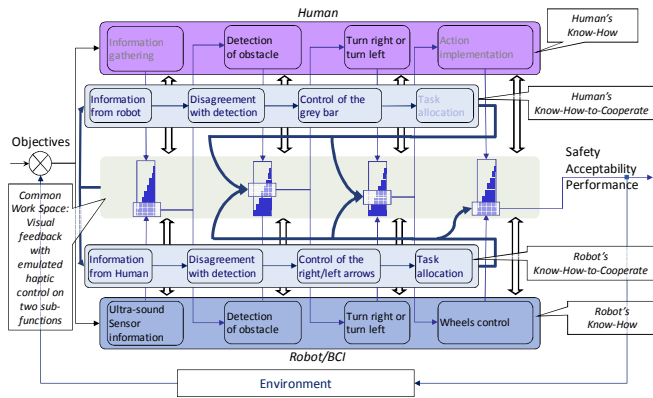 Human
Human's
Know-How
Information
gathering
Detection
of obstacle
Turn right or
turn left
Action
implementation
Human's
Know-How-to-Cooperate
Information
from robot
Disagreement
with detection
Control of the
grey bar
Task
allocation
Objectives
Safety
Acceptability
Performance
Common
Work Space:
Visual
feedback
with
emulated
haptic
control on
two sub-
functions
Information
from Human
Disagreement
with detection
Control of the
right/left arrows
Task
allocation
Robot's
Know-How-to-Cooperate
Ultra-sound
Sensor
information
Detection
of obstacle
Turn right or
turn left
Wheels control
Robot's
Know-How
Robot/BCI
Environment